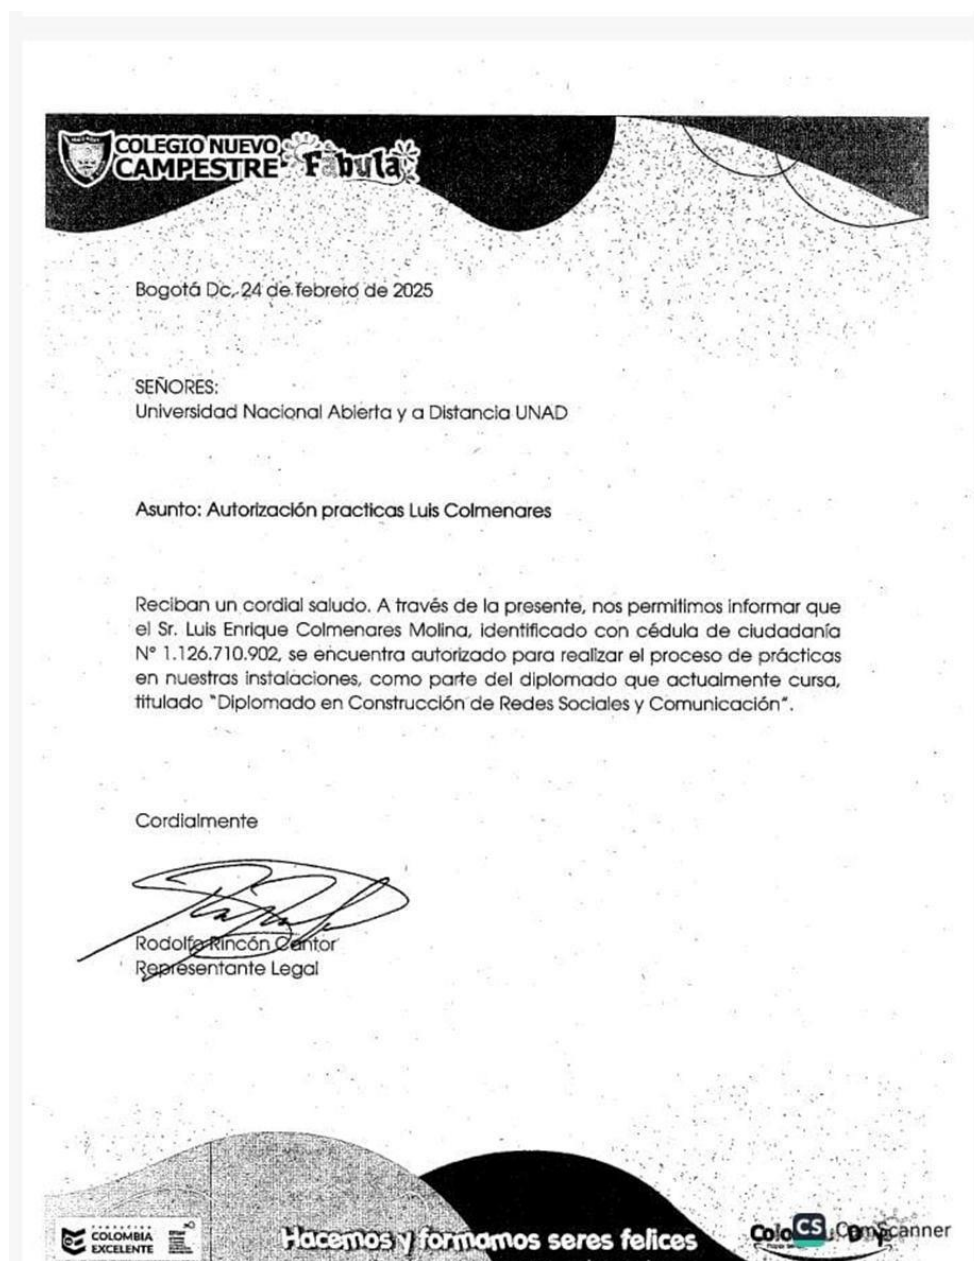 COLEGIO NUEVO
CAMPESTRE
Fábula
Bogotá Dc, 24 de febrero de 2025
SEÑORES:
Universidad Nacional Abierta y a Distancia UNAD
Asunto: Autorización practicas Luis Colmenares
Reciban un cordial saludo. A través de la presente, nos permitimos informar que
el Sr. Luis Enrique Colmenares Molina, identificado con cédula de ciudadanía
N° 1.126.710.902, se encuentra autorizado para realizar el proceso de prácticas
en nuestras instalaciones, como parte del diplomado que actualmente cursa,
titulado "Diplomado en Construcción de Redes Sociales y Comunicación".
Cordialmente
Rodolfo Rincón Cantor
Representante Legal
COLOMBIA
EXCELENTE
Hacemos y formamos seres felices
CS CamScanner